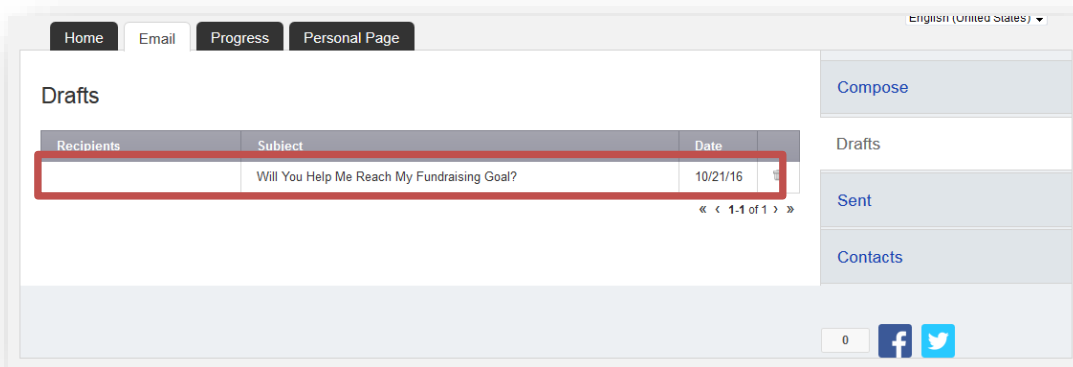 English (United States)
Home Email Progress Personal Page
Drafts
Recipients Subject Date
Will You Help Me Reach My Fundraising Goal? 10/21/16
« ‹ 1-1 of 1 › »
Compose
Drafts
Sent
Contacts
0